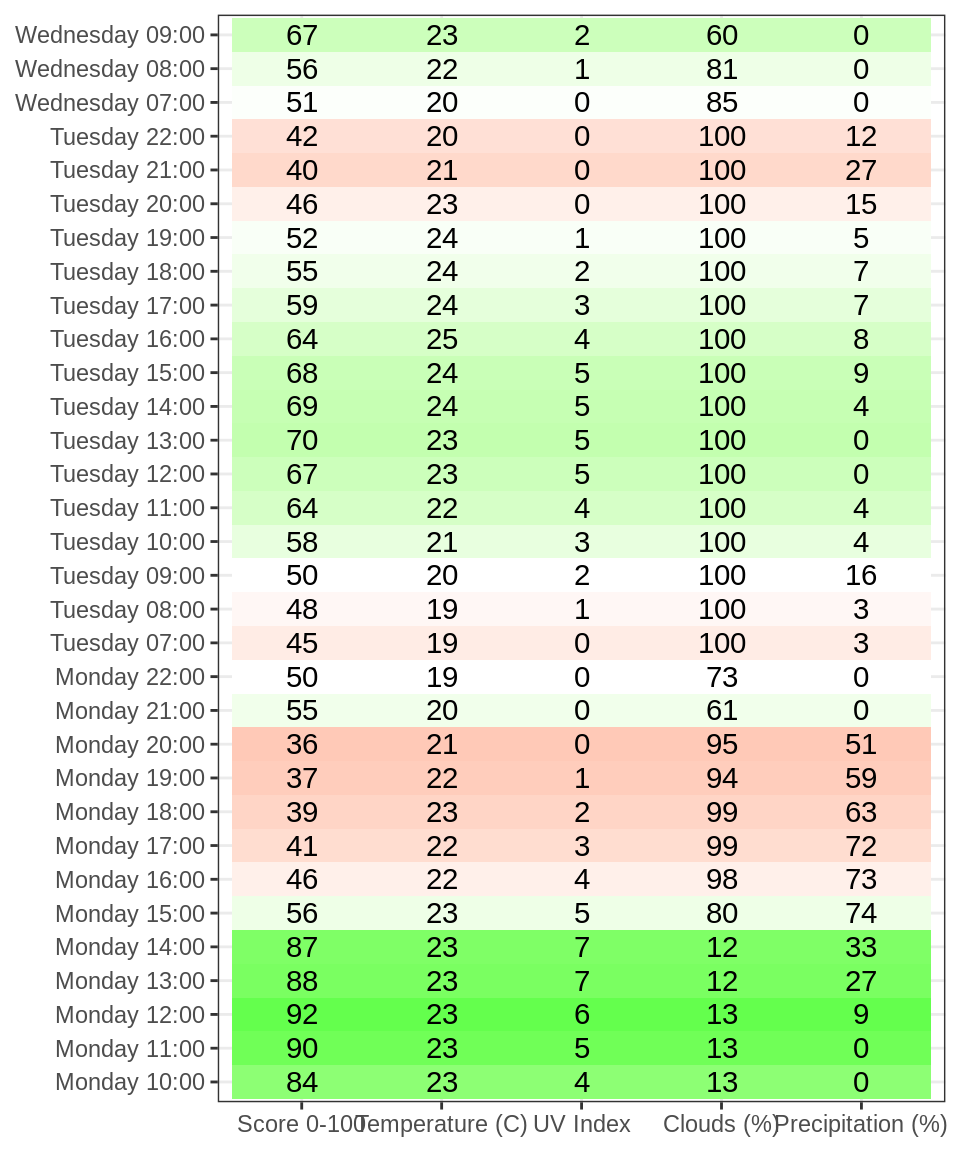 Wednesday 09:00 67 23 2 60 0
Wednesday 08:00 56 22 1 81 0
Wednesday 07:00 51 20 0 85 0
Tuesday 22:00 42 20 0 100 12
Tuesday 21:00 40 21 0 100 27
Tuesday 20:00 46 23 0 100 15
Tuesday 19:00 52 24 1 100 5
Tuesday 18:00 55 24 2 100 7
Tuesday 17:00 59 24 3 100 7
Tuesday 16:00 64 25 4 100 8
Tuesday 15:00 68 24 5 100 9
Tuesday 14:00 69 24 5 100 4
Tuesday 13:00 70 23 5 100 0
Tuesday 12:00 67 23 5 100 0
Tuesday 11:00 64 22 4 100 4
Tuesday 10:00 58 21 3 100 4
Tuesday 09:00 50 20 2 100 16
Tuesday 08:00 48 19 1 100 3
Tuesday 07:00 45 19 0 100 3
Monday 22:00 50 19 0 73 0
Monday 21:00 55 20 0 61 0
Monday 20:00 36 21 0 95 51
Monday 19:00 37 22 1 94 59
Monday 18:00 39 23 2 99 63
Monday 17:00 41 22 3 99 72
Monday 16:00 46 22 4 98 73
Monday 15:00 56 23 5 80 74
Monday 14:00 87 23 7 12 33
Monday 13:00 88 23 7 12 27
Monday 12:00 92 23 6 13 9
Monday 11:00 90 23 5 13 0
Monday 10:00 84 23 4 13 0
Score 0-100 Temperature (C) UV Index Clouds (%) Precipitation (%)